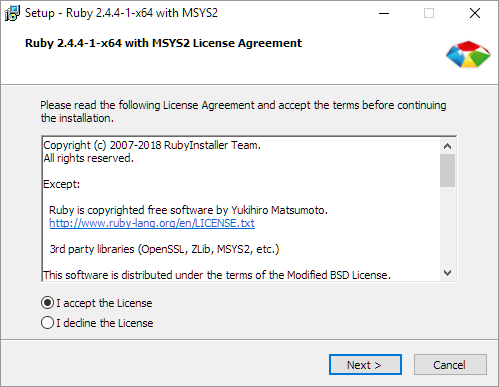 Setup - Ruby 2.4.4-1-x64 with MSYS2
Ruby 2.4.4-1-x64 with MSYS2 License Agreement
Please read the following License Agreement and accept the terms before continuing
the installation.
Copyright (c) 2007-2018 RubyInstaller Team.
All rights reserved.
Except:
Ruby is copyrighted free software by Yukihiro Matsumoto.
http://www.ruby-lang.org/en/LICENSE.txt
3rd party libraries (OpenSSL, ZLib, MSYS2, etc.)
This software is distributed under the terms of the Modified BSD License.
I accept the License
I decline the License
Next >
Cancel